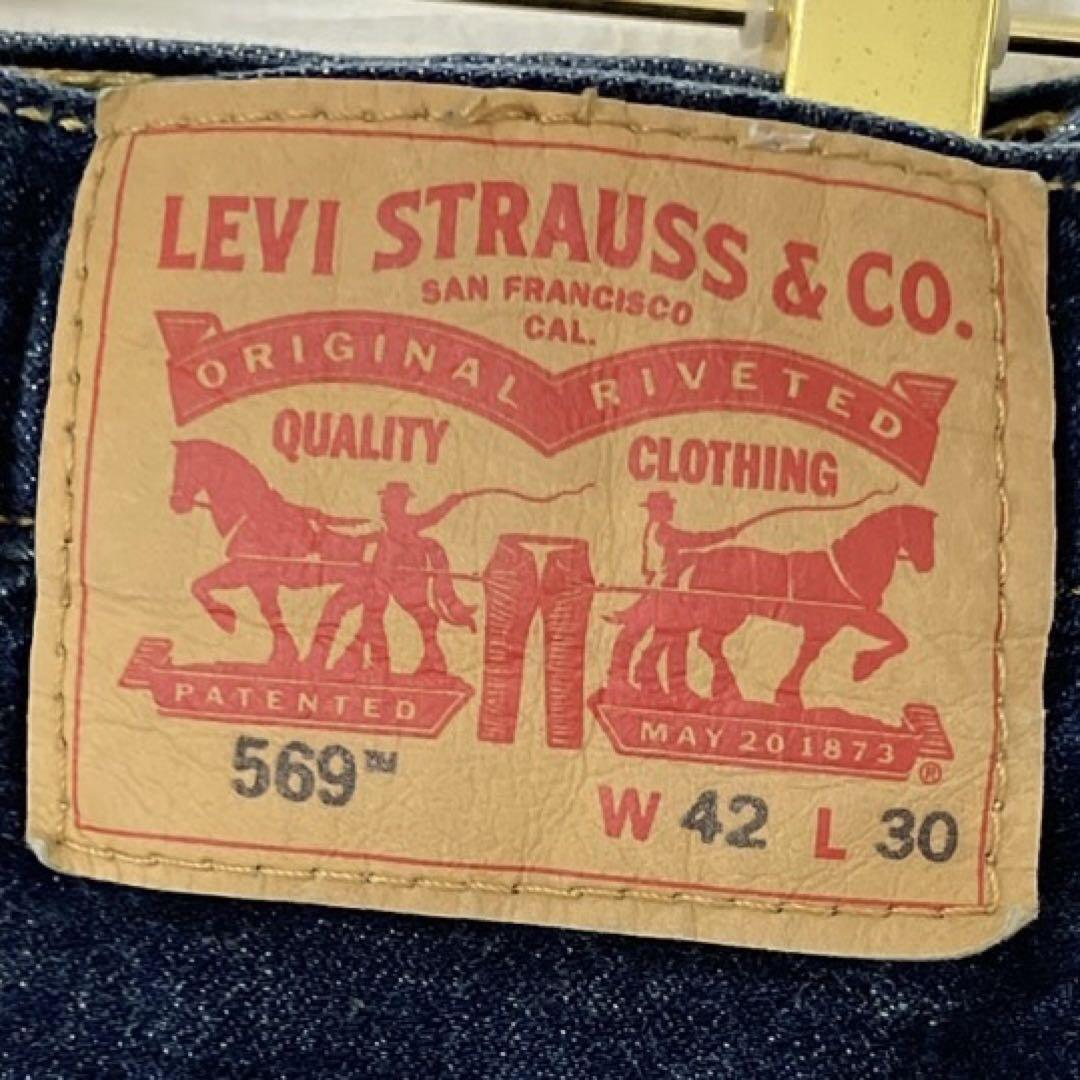 LEVI STRAUSS & CO.
SAN FRANCISCO
CAL.
ORIGINAL RIVETED
QUALITY CLOTHING
PATENTED
MAY 20 1873 ®
569™
W 42 L 30